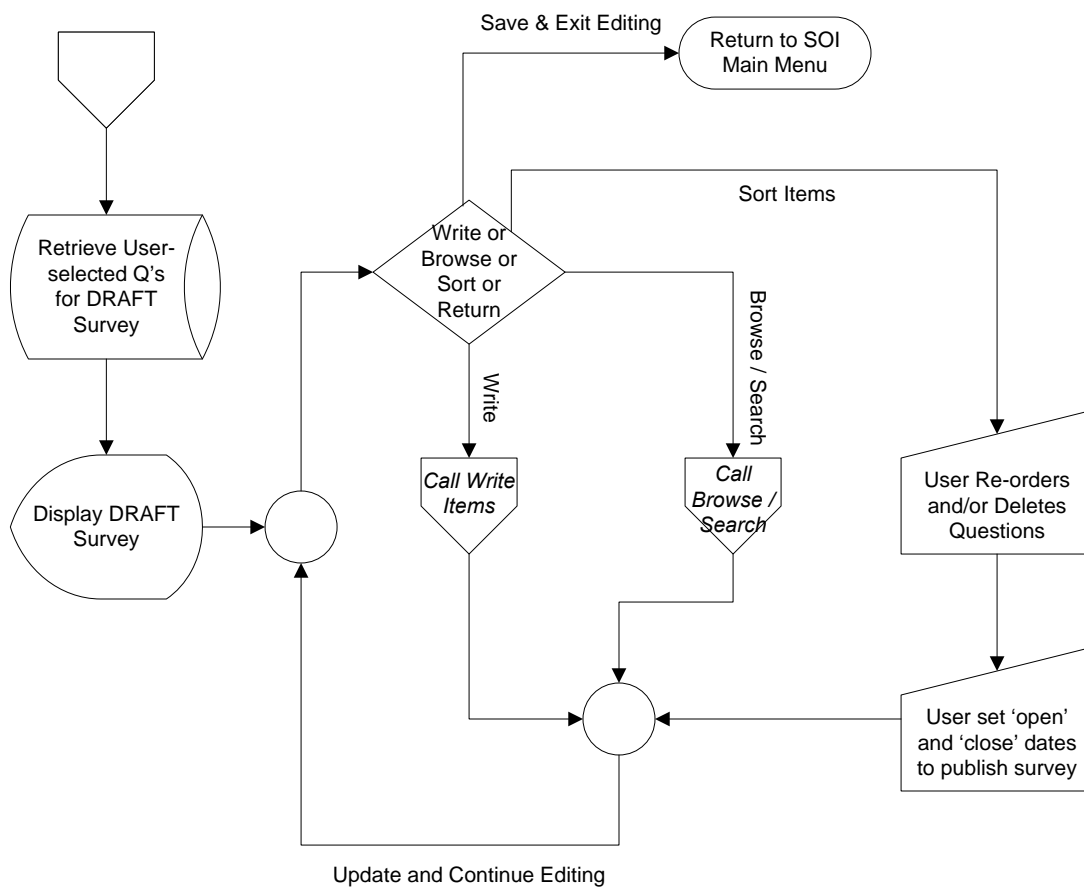 Save & Exit Editing
Return to SOI
Main Menu
Sort Items
Write or
Browse or
Sort or
Return
Retrieve User-
selected Q’s
for DRAFT
Survey
Write
Browse / Search
Call Write
Items
Call
Browse /
Search
User Re-orders
and/or Deletes
Questions
Display DRAFT
Survey
User set ‘open’
and ‘close’ dates
to publish survey
Update and Continue Editing